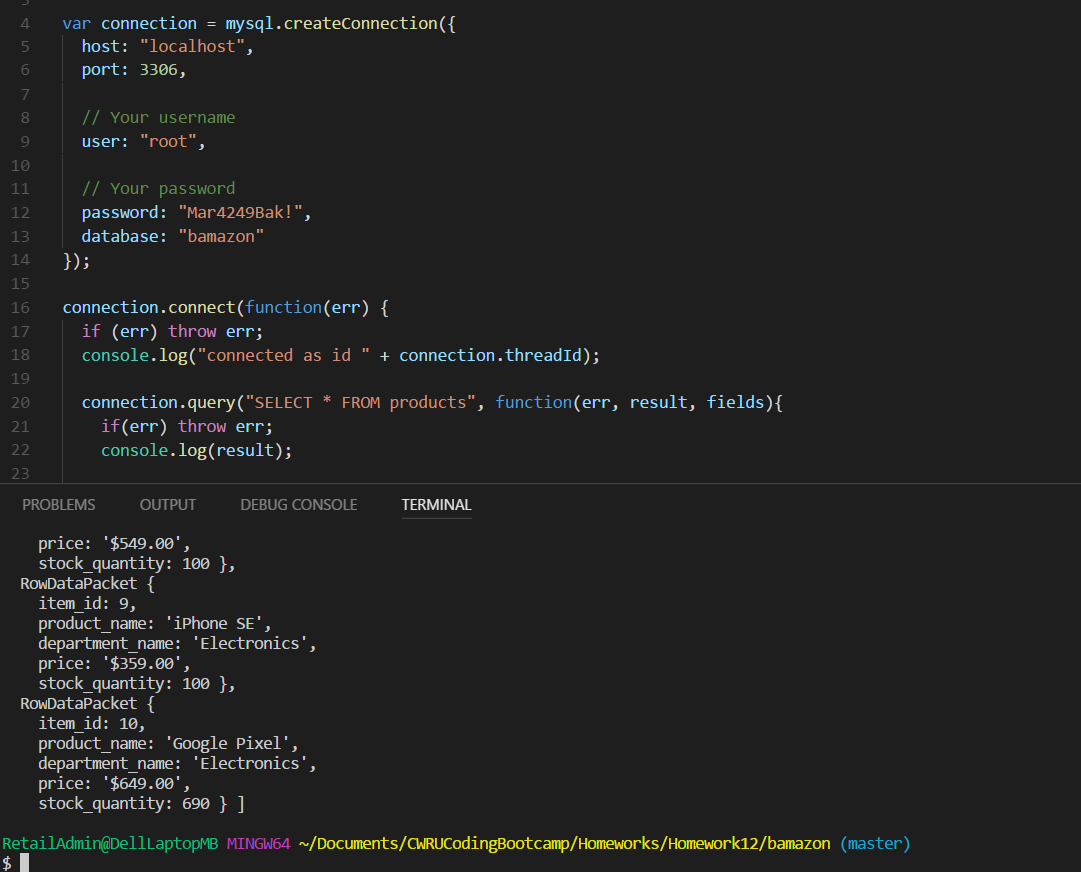 4 var connection = mysql.createConnection({
5 host: "localhost",
6 port: 3306,
7
8 // Your username
9 user: "root",
10
11 // Your password
12 password: "Mar4249Bak!",
13 database: "bamazon"
14 });
15
16 connection.connect(function(err) {
17 if (err) throw err;
18 console.log("connected as id " + connection.threadId);
19
20 connection.query("SELECT * FROM products", function(err, result, fields){
21 if(err) throw err;
22 console.log(result);
23
PROBLEMS OUTPUT DEBUG CONSOLE TERMINAL
price: '$549.00',
stock_quantity: 100 },
RowDataPacket {
item_id: 9,
product_name: 'iPhone SE',
department_name: 'Electronics',
price: '$359.00',
stock_quantity: 100 },
RowDataPacket {
item_id: 10,
product_name: 'Google Pixel',
department_name: 'Electronics',
price: '$649.00',
stock_quantity: 690 } ]
RetailAdmin@DellLaptopMB MINGW64 ~/Documents/CWRUCodingBootcamp/Homeworks/Homework12/bamazon (master)
$